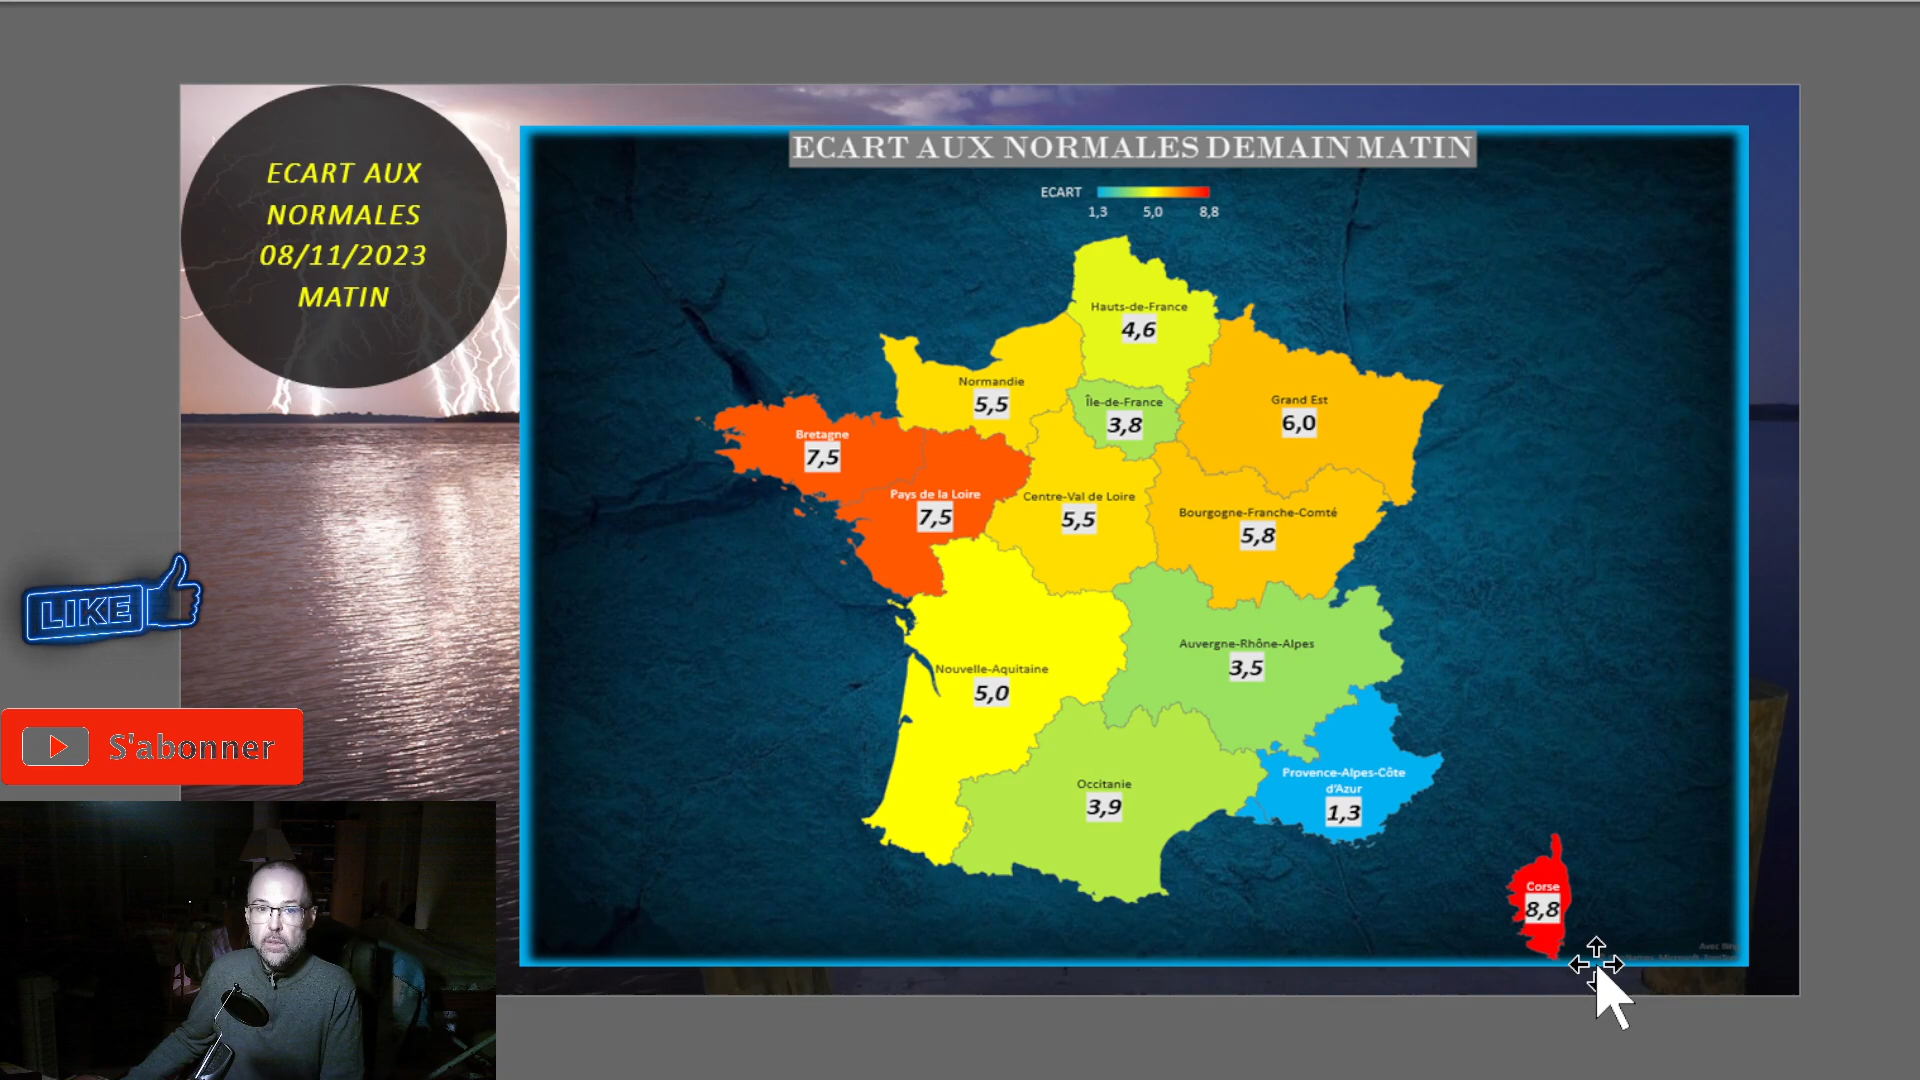 ECART AUX
NORMALES
08/11/2023
MATIN
ECART AUX NORMALES DEMAIN MATIN
ECART
1,3 5,0 8,8
Hauts-de-France
4,6
Normandie
5,5
Île-de-France
3,8
Grand Est
6,0
Bretagne
7,5
Pays de la Loire
7,5
Centre-Val de Loire
5,5
Bourgogne-Franche-Comté
5,8
Auvergne-Rhône-Alpes
3,5
Nouvelle-Aquitaine
5,0
Occitanie
3,9
Provence-Alpes-Côte
d'Azur
1,3
Corse
8,8
LIKE
S'abonner
Avec